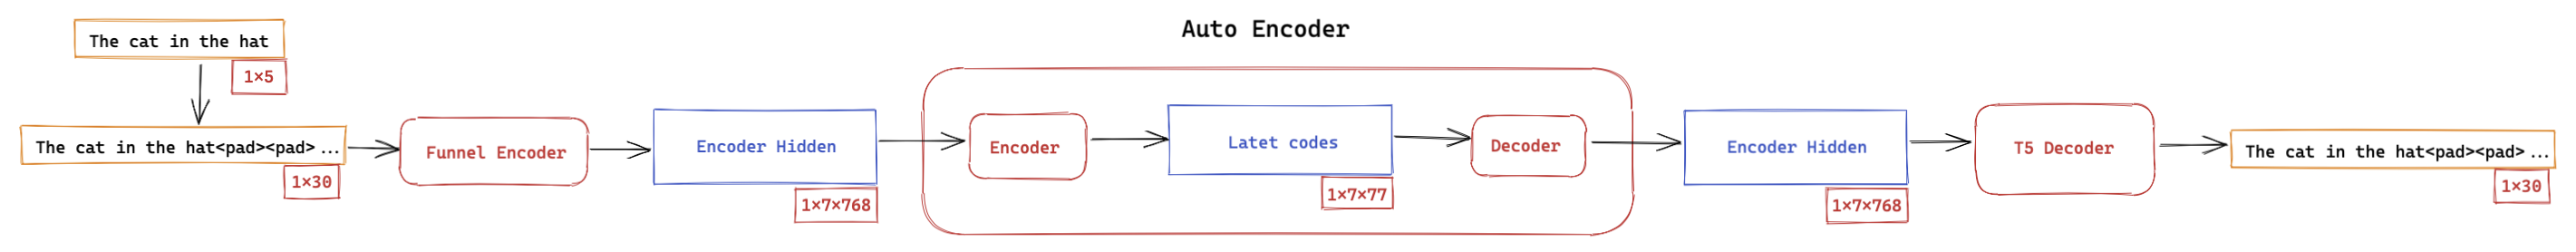 Auto Encoder
The cat in the hat
1×5
The cat in the hat<pad><pad>...
1×30
Funnel Encoder
Encoder Hidden
1×7×768
Encoder
Latet codes
1×7×77
Decoder
Encoder Hidden
1×7×768
T5 Decoder
The cat in the hat<pad><pad>...
1×30